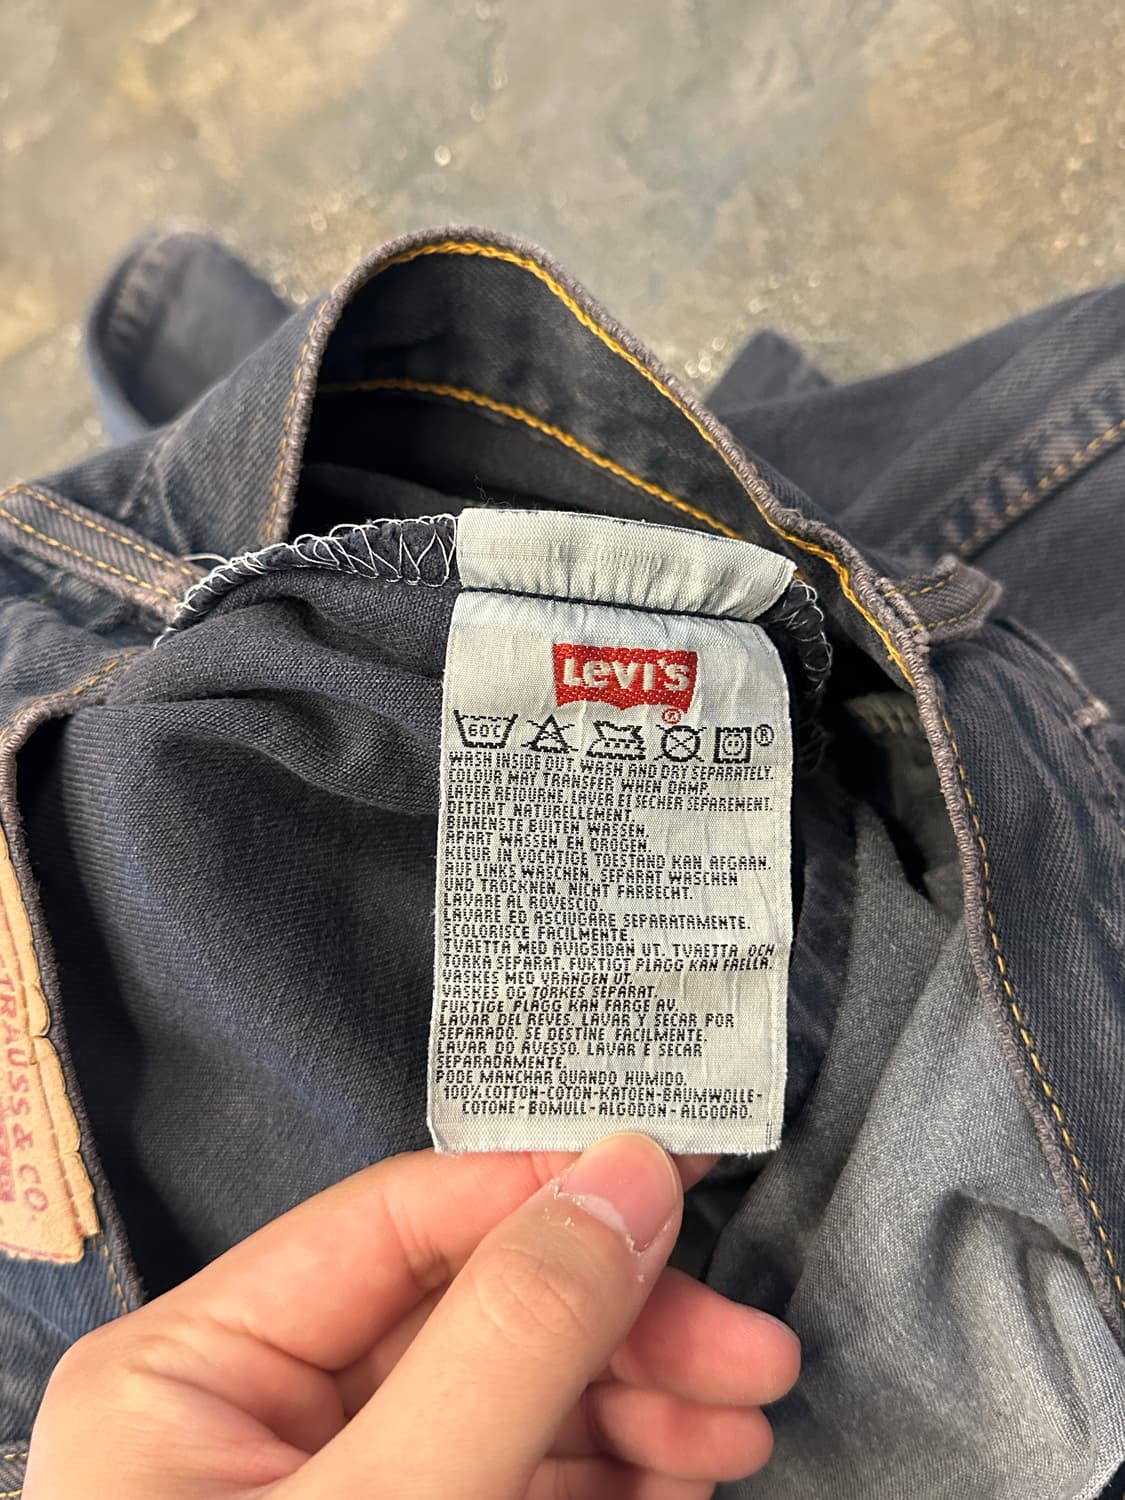 LEVI'S
®
60°C
®
WASH INSIDE OUT, WASH AND DRY SEPARATELY.
COLOUR MAY TRANSFER WHEN DAMP.
LAVER RETOURNE, LAVER ET SECHER SEPAREMENT.
DETEINT NATURELLEMENT.
BINNENSTE BUITEN WASSEN.
APART WASSEN EN DROGEN.
KLEUR IN VOCHTIGE TOESTAND KAN AFGAAN.
AUF LINKS WASCHEN. SEPARAT WASCHEN
UND TROCKNEN. NICHT FARBECHT.
LAVARE AL ROVESCIO.
LAVARE ED ASCIUGARE SEPARATAMENTE.
SCOLORISCE FACILMENTE.
TVAETTA MED AVIGSIDAN UT. TVAETTA OCH
TORKA SEPARAT. FUKTIGT PLAGG KAN FAELLA.
VASKES MED VRANGEN UT.
VASKES OG TORKES SEPARAT.
FUKTIGE PLAGG KAN FARGE AV.
LAVAR DEL REVES. LAVAR Y SECAR POR
SEPARADO. SE DESTINE FACILMENTE.
LAVAR DO AVESSO. LAVAR E SECAR
SEPARADAMENTE.
PODE MANCHAR QUANDO HUMIDO.
100% COTTON-COTON-KATOEN-BAUMWOLLE-
COTONE-BOMULL-ALGODON-ALGODAO.
TRAUSS & CO.